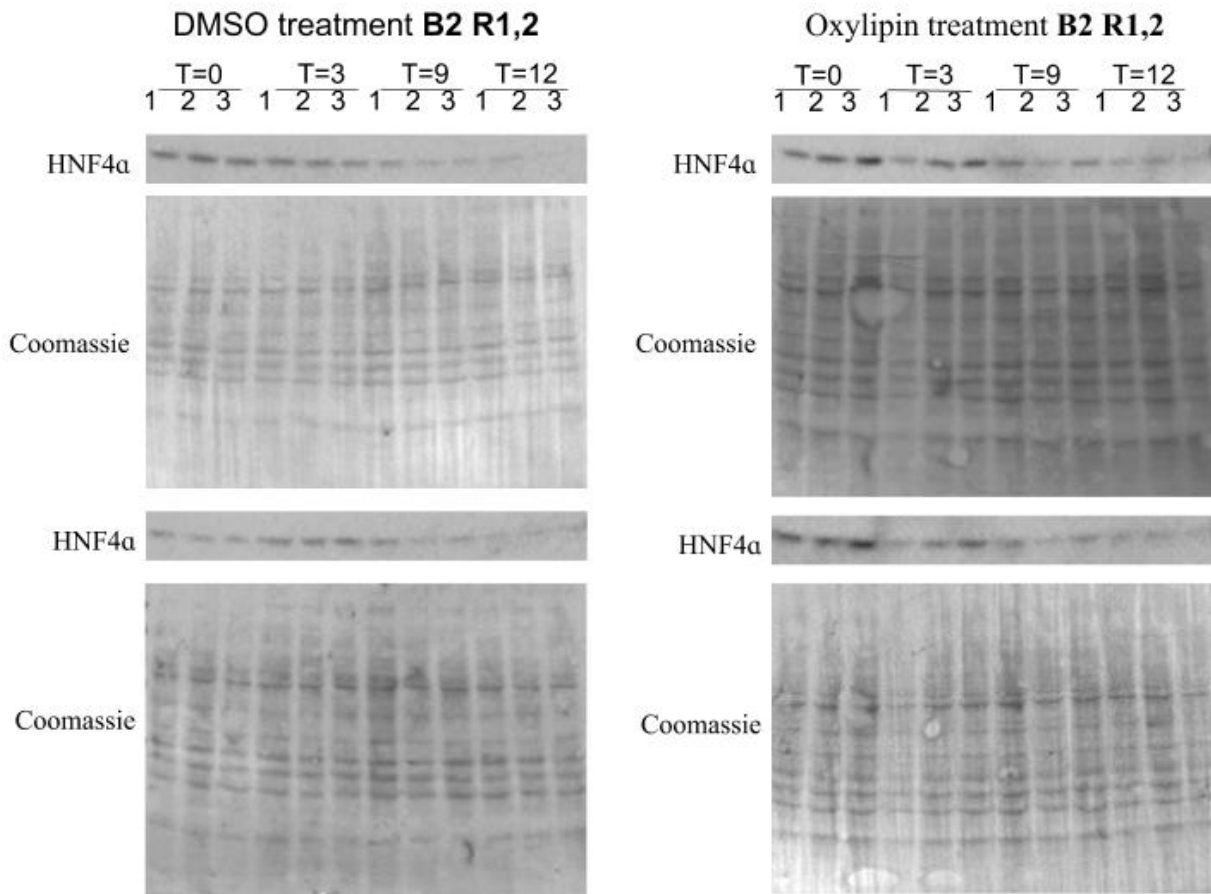 DMSO treatment B2 R1,2
T=0 T=3 T=9 T=12
1 2 3 1 2 3 1 2 3 1 2 3
HNF4α
Coomassie
HNF4α
Coomassie
Oxylipin treatment B2 R1,2
T=0 T=3 T=9 T=12
1 2 3 1 2 3 1 2 3 1 2 3
HNF4α
Coomassie
HNF4α
Coomassie